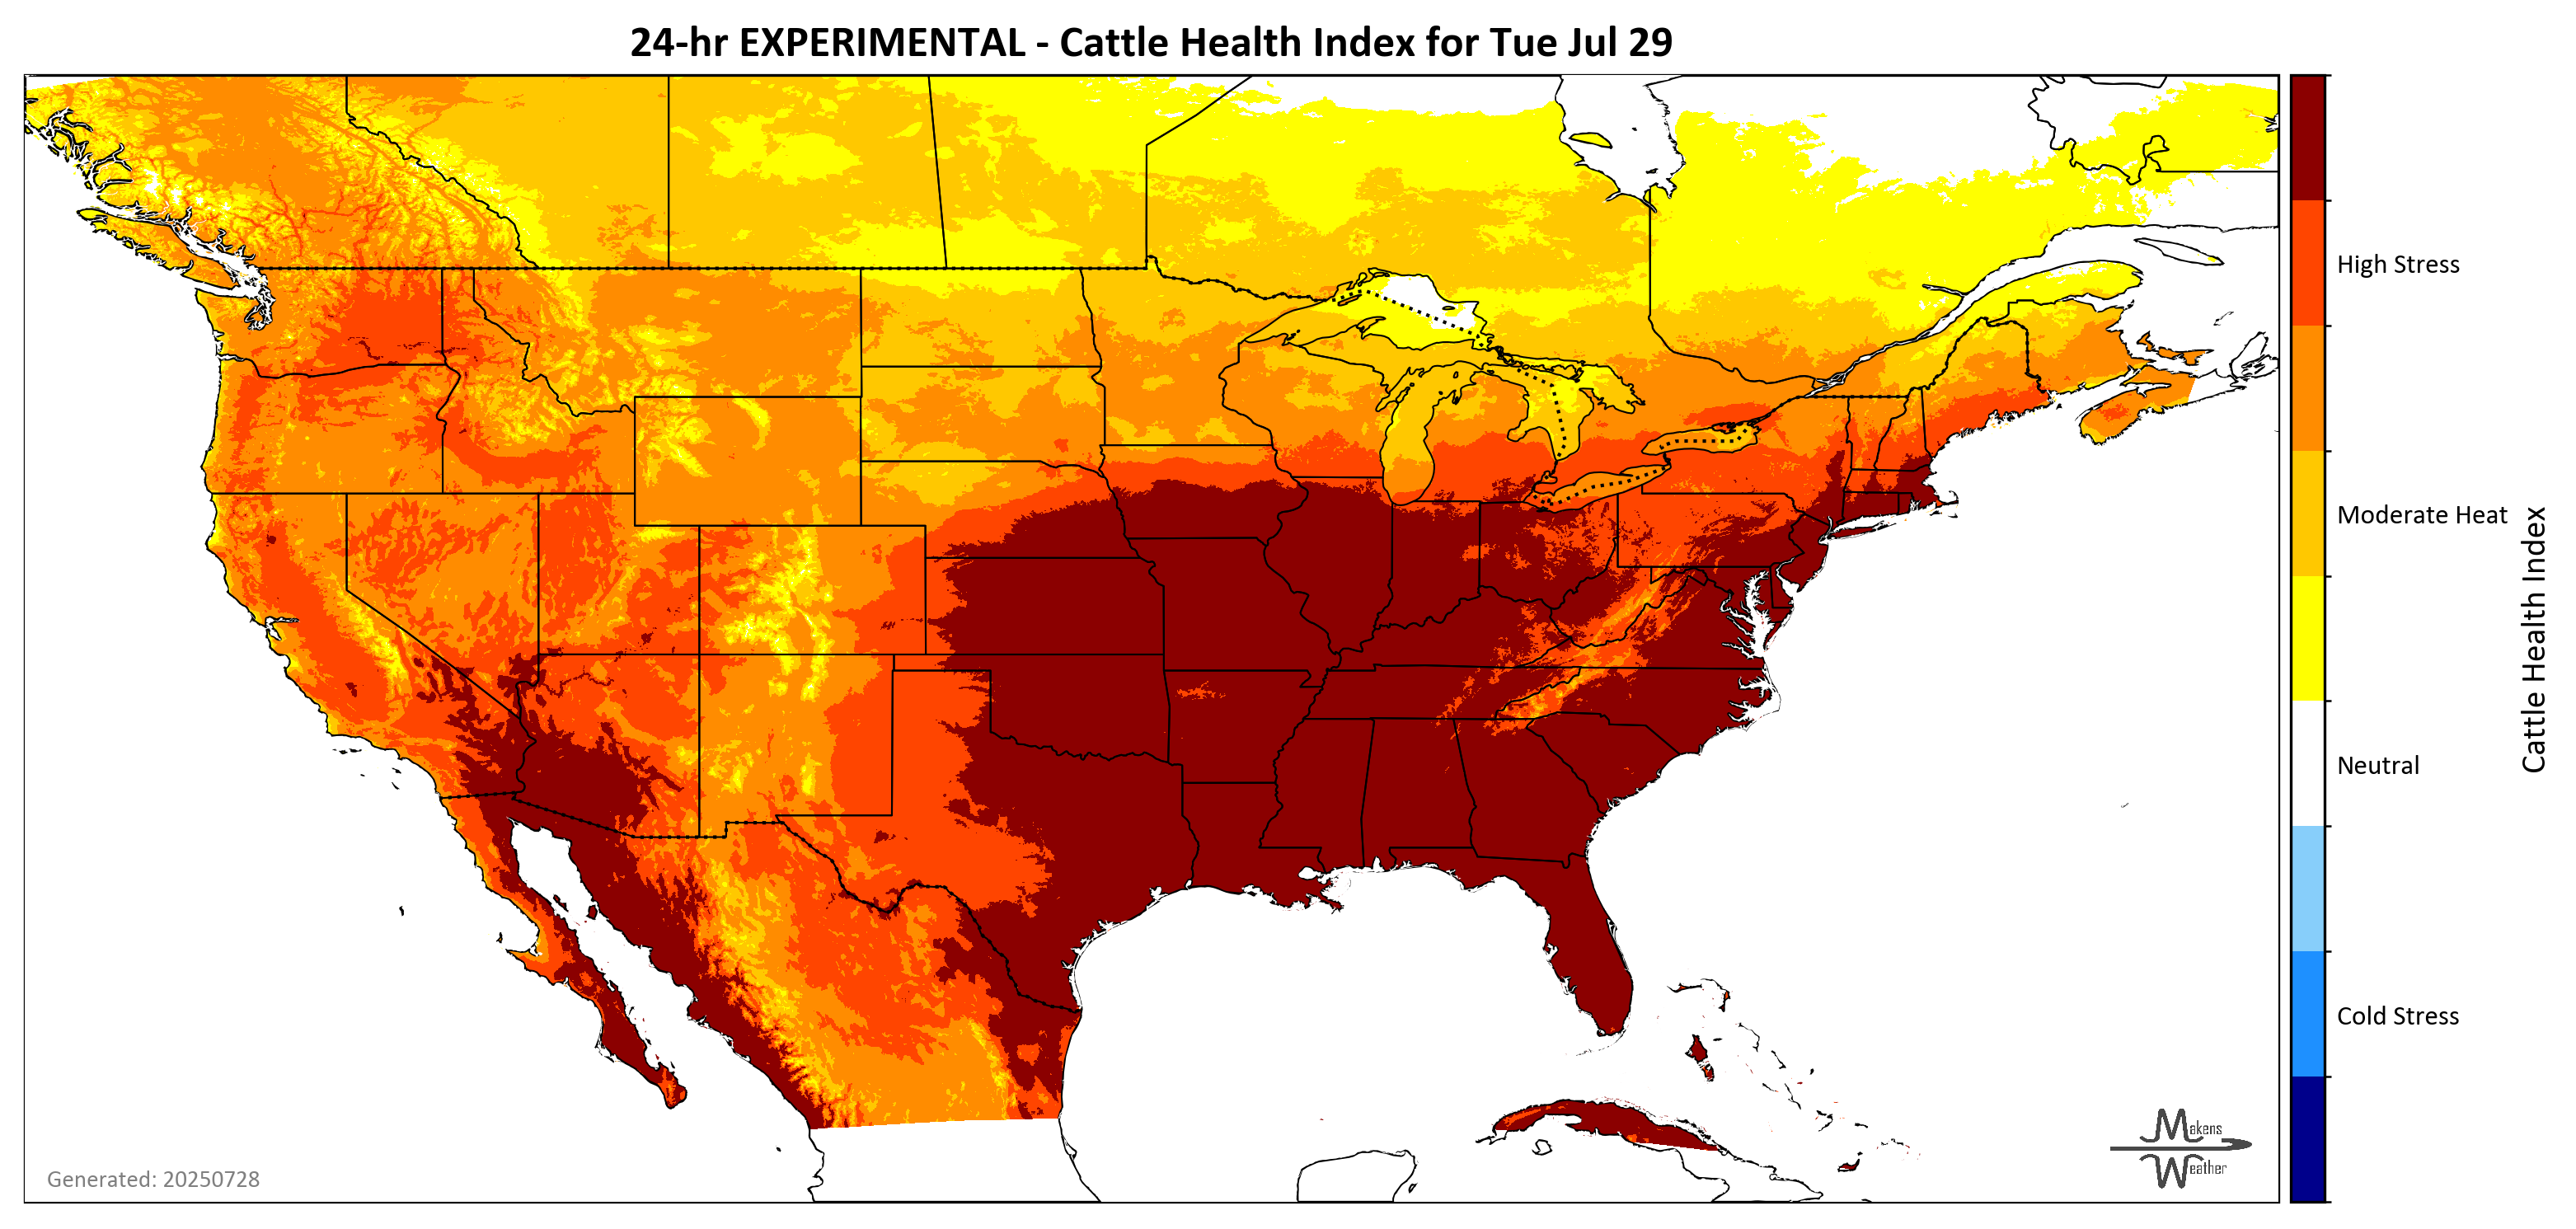 24-hr EXPERIMENTAL - Cattle Health Index for Tue Jul 29
High Stress
Moderate Heat
Neutral
Cold Stress
Cattle Health Index
Makens
Weather
Generated: 20250728